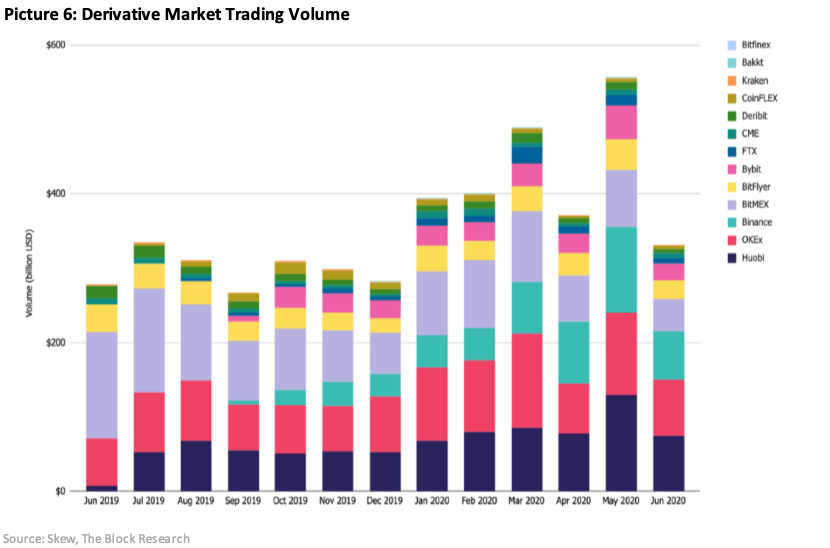 Picture 6: Derivative Market Trading Volume
$600
$400
$200
$0
Volume (billion USD)
Jun 2019 Jul 2019 Aug 2019 Sep 2019 Oct 2019 Nov 2019 Dec 2019 Jan 2020 Feb 2020 Mar 2020 Apr 2020 May 2020 Jun 2020
Bitfinex
Bakkt
Kraken
CoinFLEX
Deribit
CME
FTX
Bybit
BitFlyer
BitMEX
Binance
OKEx
Huobi
Source: Skew, The Block Research